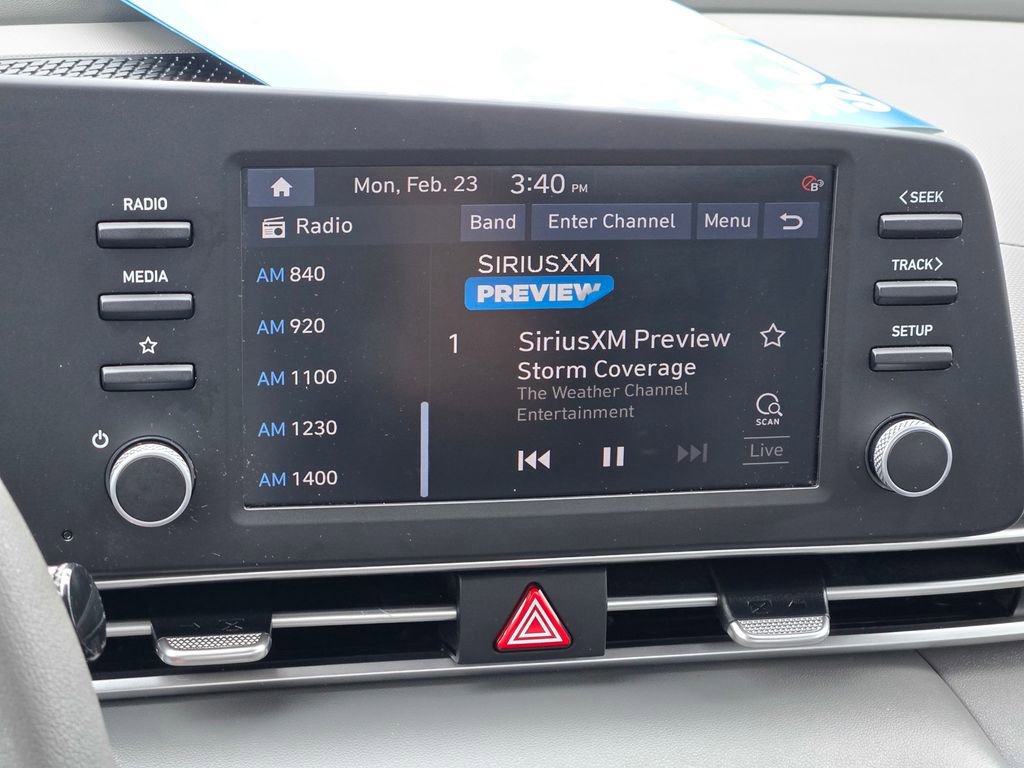 RADIO
MEDIA
Mon, Feb. 23 3:40 PM
Radio Band Enter Channel Menu
AM 840
AM 920
AM 1100
AM 1230
AM 1400
SIRIUSXM
PREVIEW
1 SiriusXM Preview
Storm Coverage
The Weather Channel
Entertainment
SCAN
Live
<SEEK
TRACK>
SETUP